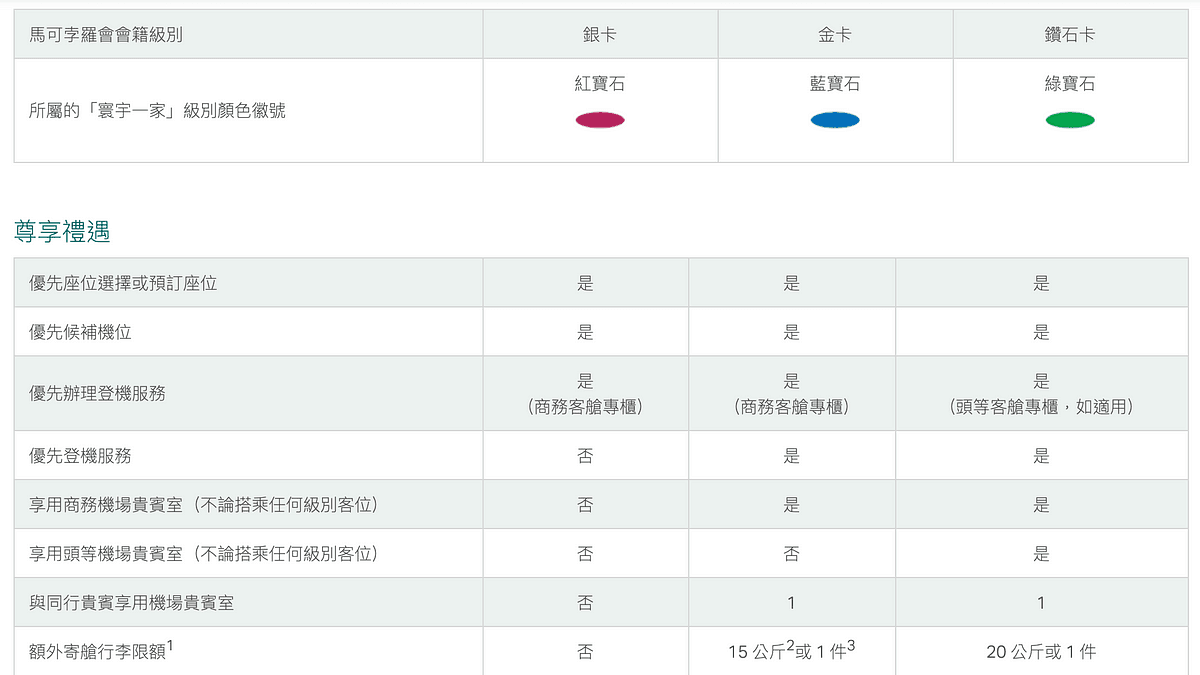 馬可孛羅會會籍級別 銀卡 金卡 鑽石卡
所屬的「寰宇一家」級別顏色徽號 紅寶石 藍寶石 綠寶石
尊享禮遇
優先座位選擇或預訂座位 是 是 是
優先候補機位 是 是 是
優先辦理登機服務 是 是 是
(商務客艙專櫃) (商務客艙專櫃) (頭等客艙專櫃，如適用)
優先登機服務 否 是 是
享用商務機場貴賓室（不論搭乘任何級別客位） 否 是 是
享用頭等機場貴賓室（不論搭乘任何級別客位） 否 否 是
與同行貴賓享用機場貴賓室 否 1 1
額外寄艙行李限額1 否 15 公斤2或 1 件3 20 公斤或 1 件